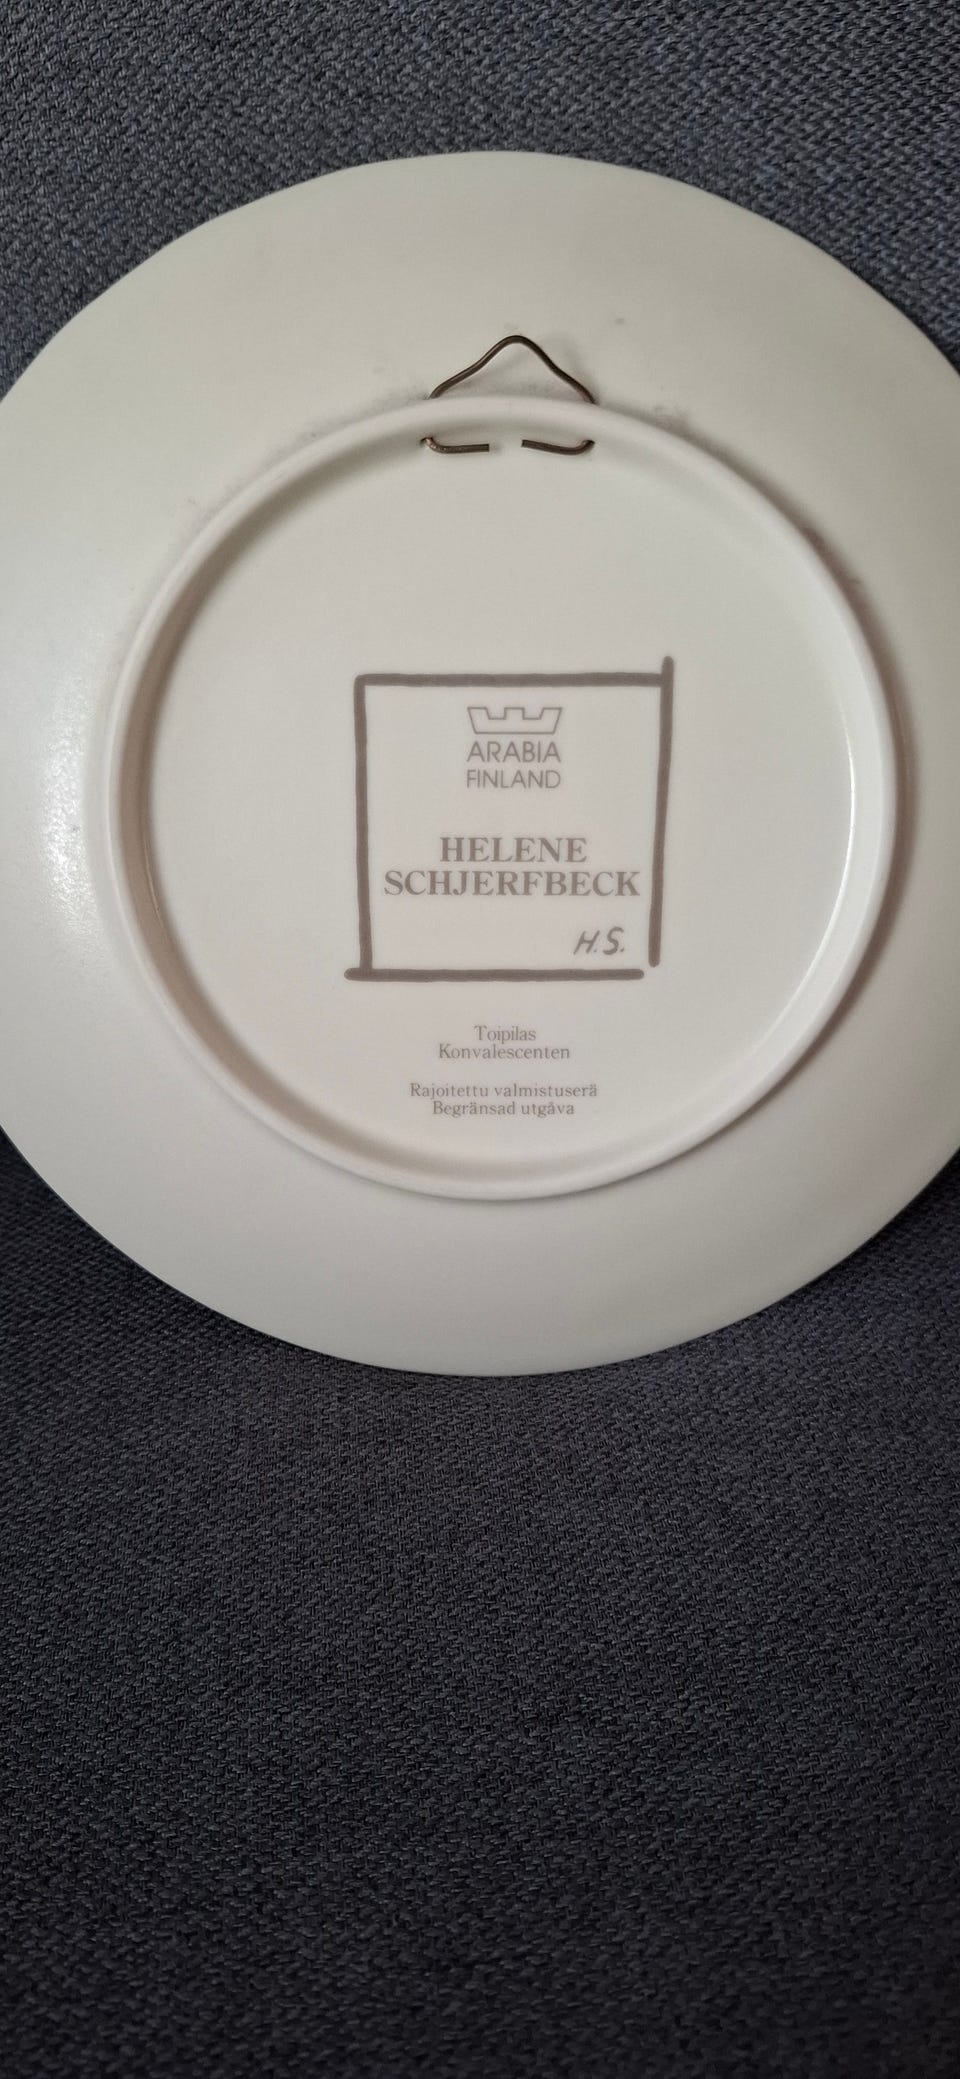 ARABIA
FINLAND
HELENE
SCHJERFBECK
H.S.
Toipilas
Konvalescenten
Rajoitettu valmistuserä
Begränsad utgåva